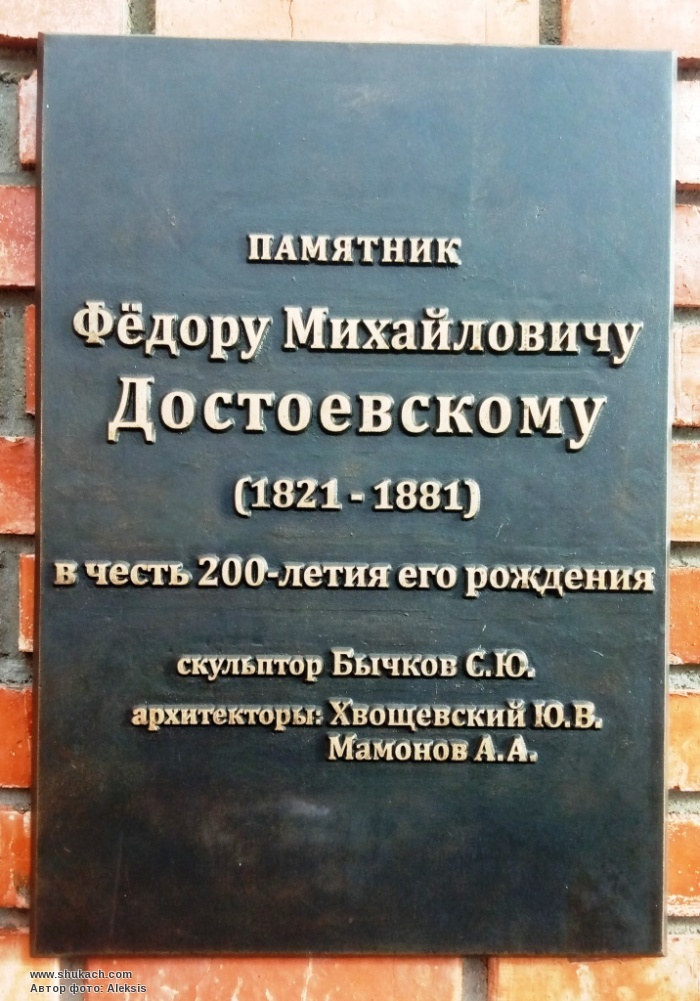 ПАМЯТНИК
Фёдору Михайловичу
Достоевскому
(1821 - 1881)
в честь 200-летия его рождения
скульптор Бычков С.Ю.
архитекторы: Хвощевский Ю.В.
Мамонов А.А.
www.shukach.com
Автор фото: Aleksis